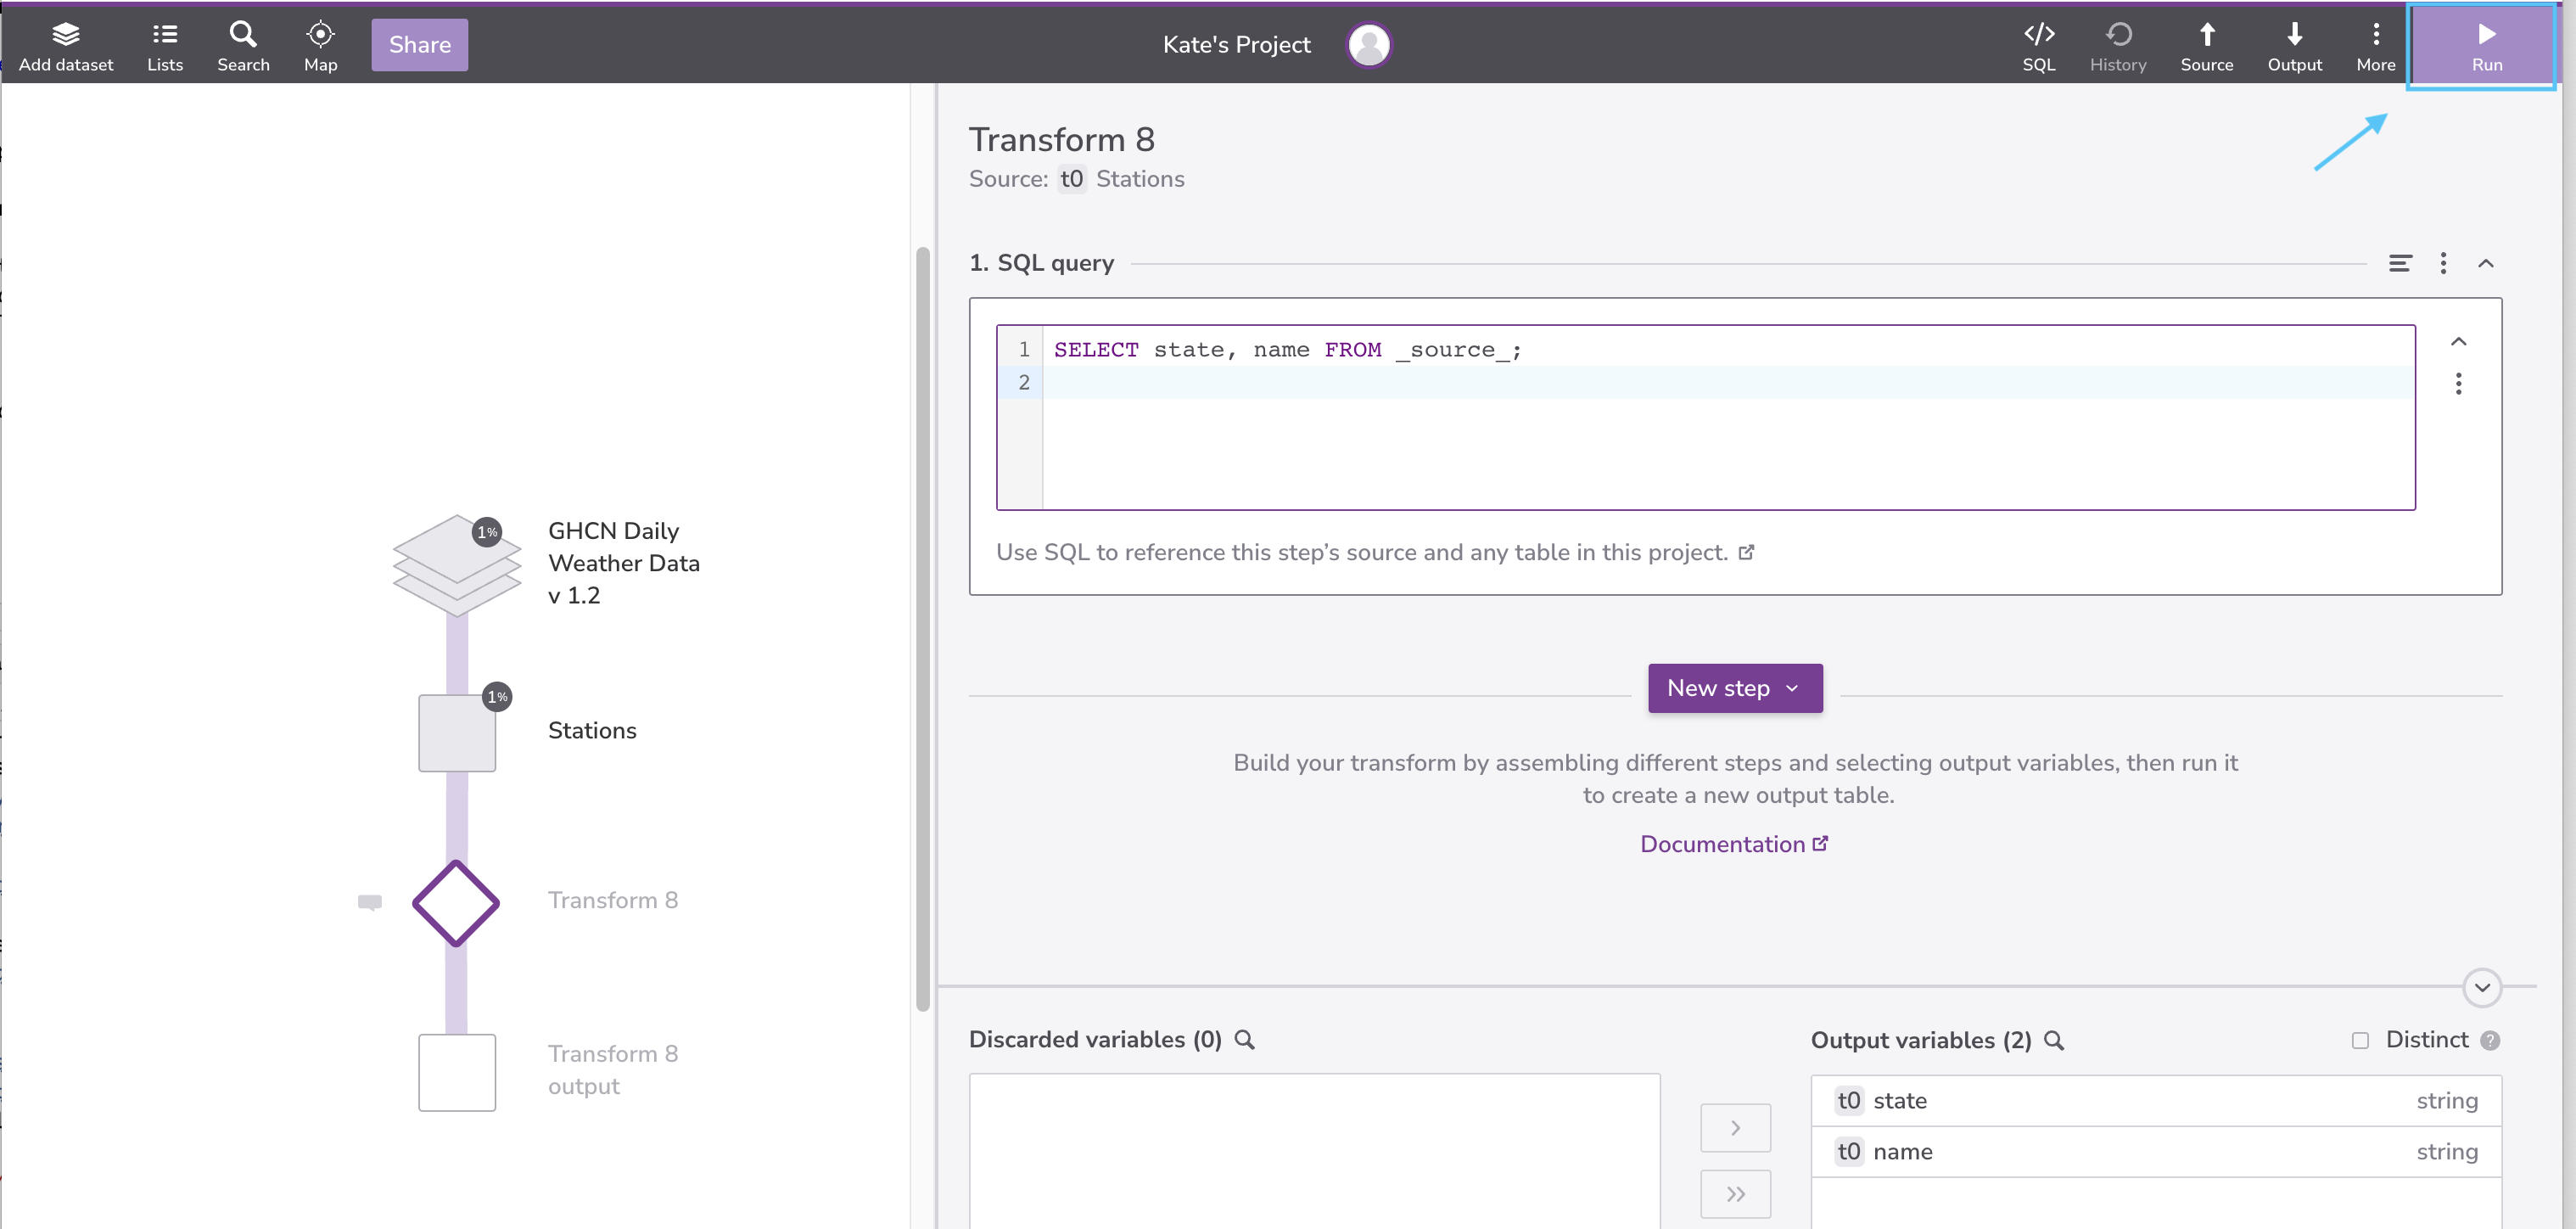 Add dataset
Lists
Search
Map
Share
Kate's Project
SQL
History
Source
Output
More
Run
GHCN Daily
Weather Data
v 1.2
1%
Stations
1%
Transform 8
Transform 8
output
Transform 8
Source: t0 Stations
1. SQL query
1 SELECT state, name FROM _source_;
2
Use SQL to reference this step’s source and any table in this project.
New step
Build your transform by assembling different steps and selecting output variables, then run it
to create a new output table.
Documentation
Discarded variables (0)
Output variables (2)
Distinct ?
t0 state string
t0 name string